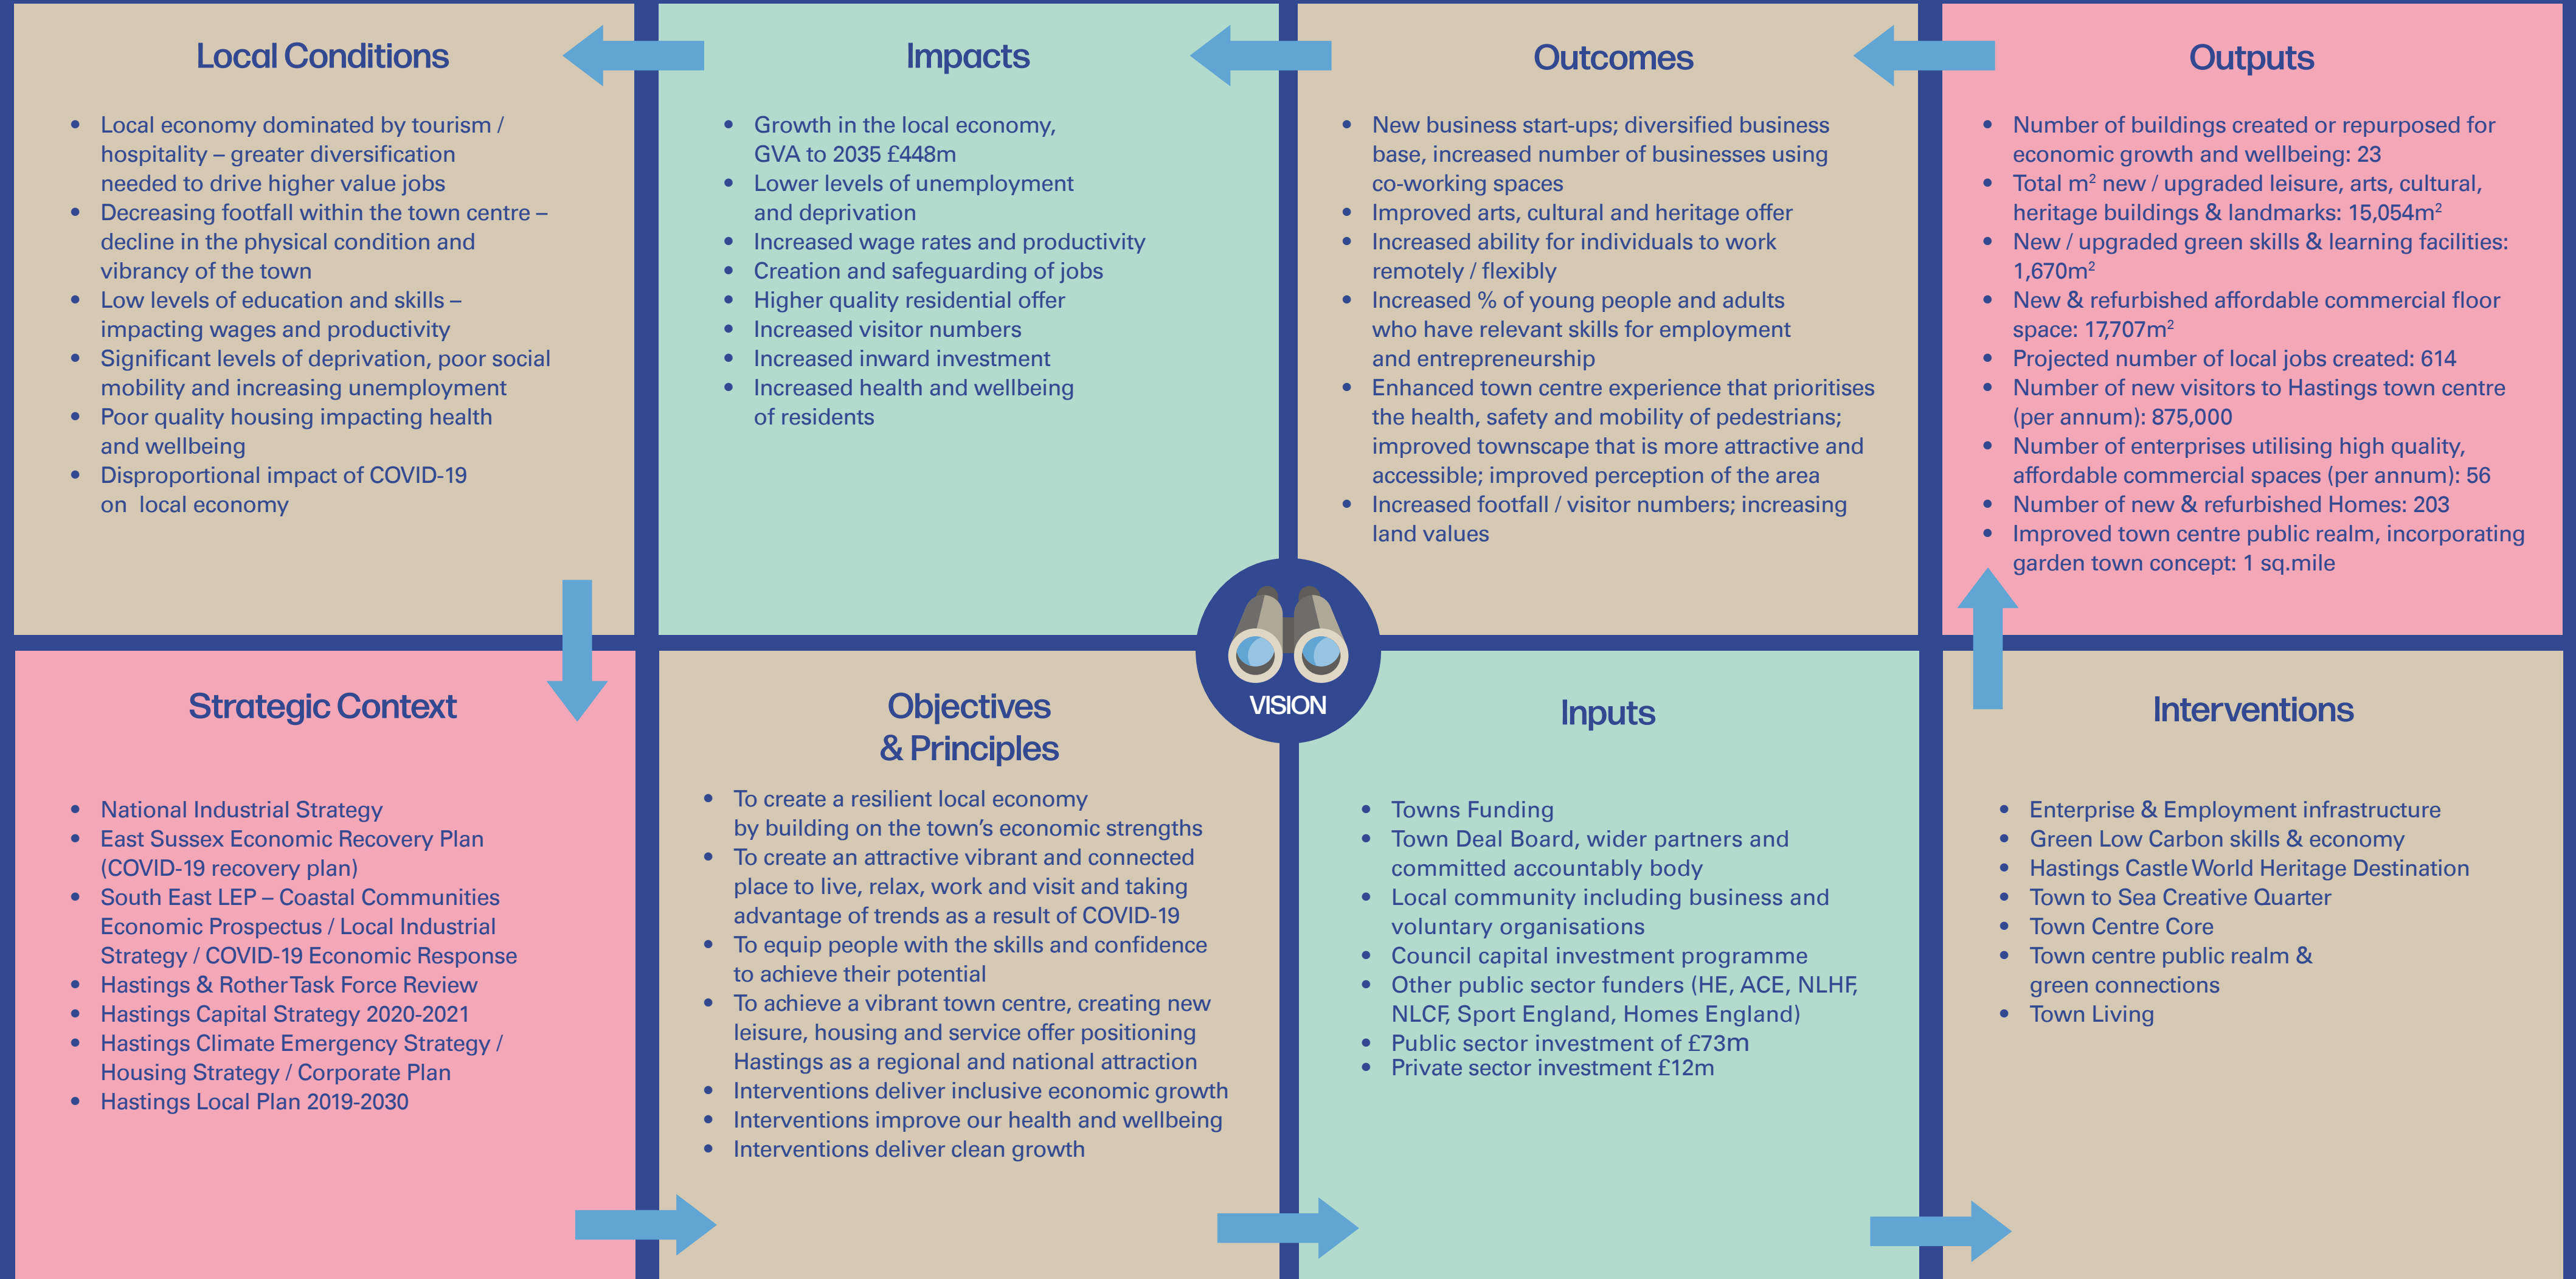 Local Conditions
• Local economy dominated by tourism /
hospitality – greater diversification
needed to drive higher value jobs
• Decreasing footfall within the town centre –
decline in the physical condition and
vibrancy of the town
• Low levels of education and skills –
impacting wages and productivity
• Significant levels of deprivation, poor social
mobility and increasing unemployment
• Poor quality housing impacting health
and wellbeing
• Disproportional impact of COVID-19
on local economy
Impacts
• Growth in the local economy,
GVA to 2035 £448m
• Lower levels of unemployment
and deprivation
• Increased wage rates and productivity
• Creation and safeguarding of jobs
• Higher quality residential offer
• Increased visitor numbers
• Increased inward investment
• Increased health and wellbeing
of residents
Outcomes
• New business start-ups; diversified business
base, increased number of businesses using
co-working spaces
• Improved arts, cultural and heritage offer
• Increased ability for individuals to work
remotely / flexibly
• Increased % of young people and adults
who have relevant skills for employment
and entrepreneurship
• Enhanced town centre experience that prioritises
the health, safety and mobility of pedestrians;
improved townscape that is more attractive and
accessible; improved perception of the area
• Increased footfall / visitor numbers; increasing
land values
Outputs
• Number of buildings created or repurposed for
economic growth and wellbeing: 23
• Total m² new / upgraded leisure, arts, cultural,
heritage buildings & landmarks: 15,054m²
• New / upgraded green skills & learning facilities:
1,670m²
• New & refurbished affordable commercial floor
space: 17,707m²
• Projected number of local jobs created: 614
• Number of new visitors to Hastings town centre
(per annum): 875,000
• Number of enterprises utilising high quality,
affordable commercial spaces (per annum): 56
• Number of new & refurbished Homes: 203
• Improved town centre public realm, incorporating
garden town concept: 1 sq.mile
VISION
Strategic Context
• National Industrial Strategy
• East Sussex Economic Recovery Plan
(COVID-19 recovery plan)
• South East LEP – Coastal Communities
Economic Prospectus / Local Industrial
Strategy / COVID-19 Economic Response
• Hastings & Rother Task Force Review
• Hastings Capital Strategy 2020-2021
• Hastings Climate Emergency Strategy /
Housing Strategy / Corporate Plan
• Hastings Local Plan 2019-2030
Objectives
& Principles
• To create a resilient local economy
by building on the town’s economic strengths
• To create an attractive vibrant and connected
place to live, relax, work and visit and taking
advantage of trends as a result of COVID-19
• To equip people with the skills and confidence
to achieve their potential
• To achieve a vibrant town centre, creating new
leisure, housing and service offer positioning
Hastings as a regional and national attraction
• Interventions deliver inclusive economic growth
• Interventions improve our health and wellbeing
• Interventions deliver clean growth
Inputs
• Towns Funding
• Town Deal Board, wider partners and
committed accountably body
• Local community including business and
voluntary organisations
• Council capital investment programme
• Other public sector funders (HE, ACE, NLHF,
NLCF, Sport England, Homes England)
• Public sector investment of £73m
• Private sector investment £12m
Interventions
• Enterprise & Employment infrastructure
• Green Low Carbon skills & economy
• Hastings Castle World Heritage Destination
• Town to Sea Creative Quarter
• Town Centre Core
• Town centre public realm &
green connections
• Town Living